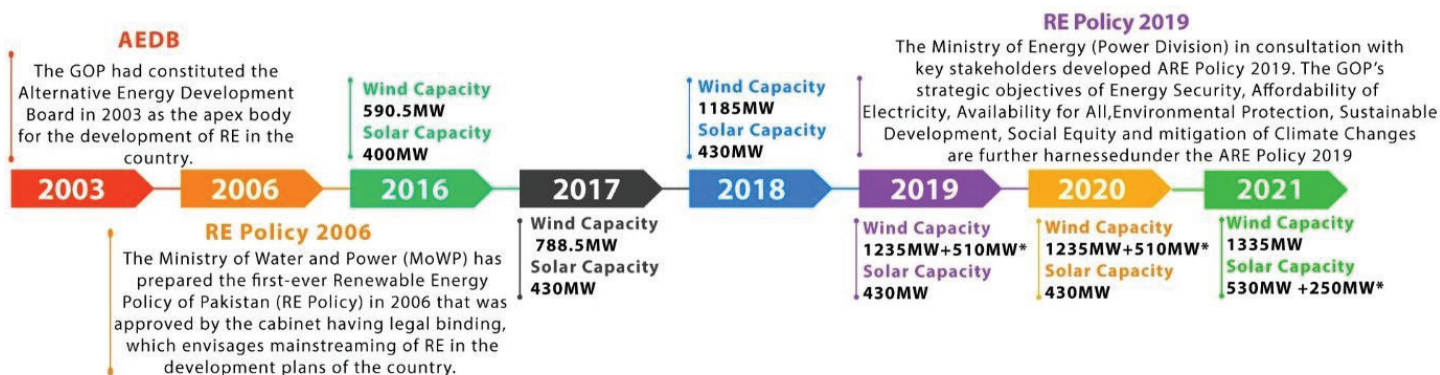 AEDB
The GOP had constituted the
Alternative Energy Development
Board in 2003 as the apex body
for the development of RE in the
country.
2003
2006
RE Policy 2006
The Ministry of Water and Power (MoWP) has
prepared the first-ever Renewable Energy
Policy of Pakistan (RE Policy) in 2006 that was
approved by the cabinet having legal binding,
which envisages mainstreaming of RE in the
development plans of the country.
Wind Capacity
590.5MW
Solar Capacity
400MW
2016
2017
Wind Capacity
788.5MW
Solar Capacity
430MW
Wind Capacity
1185MW
Solar Capacity
430MW
2018
RE Policy 2019
The Ministry of Energy (Power Division) in consultation with
key stakeholders developed ARE Policy 2019. The GOP's
strategic objectives of Energy Security, Affordability of
Electricity, Availability for All,Environmental Protection, Sustainable
Development, Social Equity and mitigation of Climate Changes
are further harnessedunder the ARE Policy 2019
2019
Wind Capacity
1235MW+510MW*
Solar Capacity
430MW
2020
Wind Capacity
1235MW+510MW*
Solar Capacity
430MW
2021
Wind Capacity
1335MW
Solar Capacity
530MW +250MW*